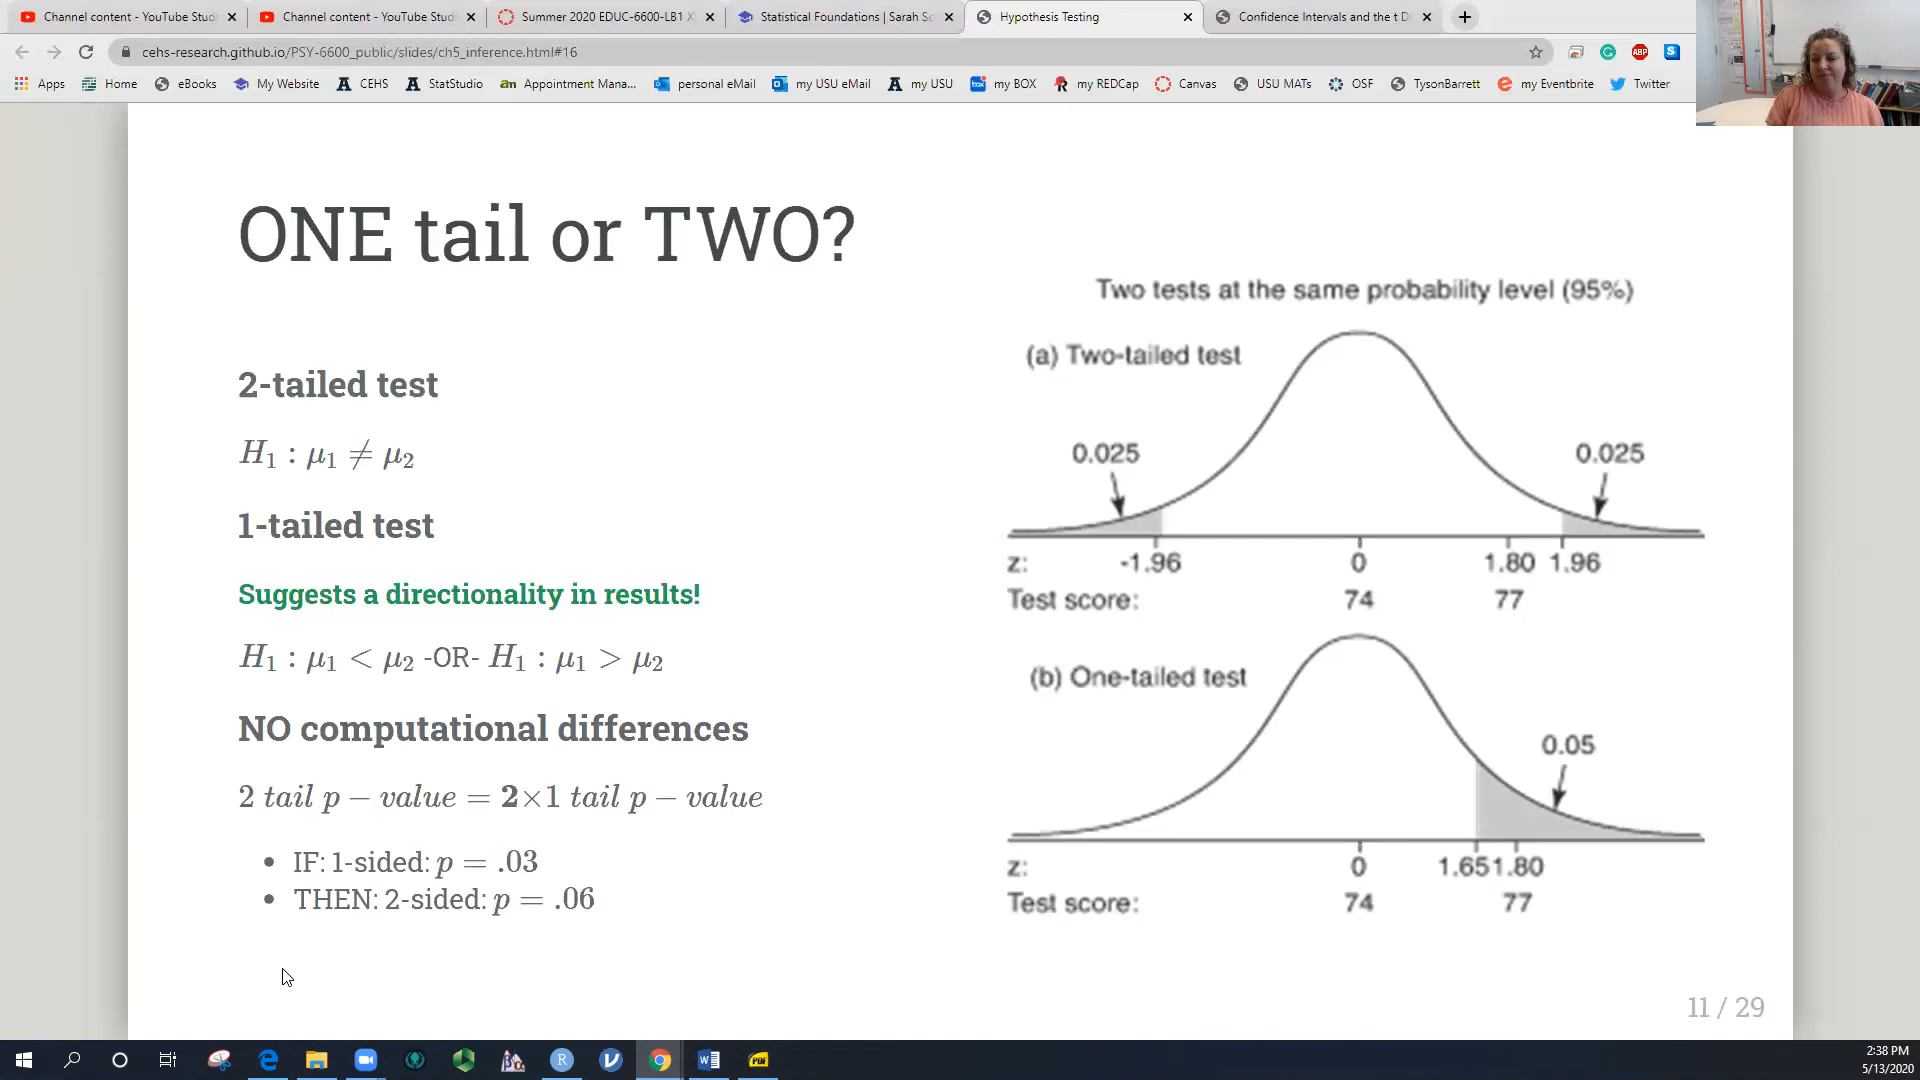 Channel content - YouTube Studi
Channel content - YouTube Studi
Summer 2020 EDUC-6600-LB1 X
Statistical Foundations | Sarah Sc
Hypothesis Testing
Confidence Intervals and the t D
cehs-research.github.io/PSY-6600_public/slides/ch5_inference.html#16
Apps
Home
eBooks
My Website
CEHS
StatStudio
Appointment Mana...
personal eMail
my USU eMail
my USU
my BOX
my REDCap
Canvas
USU MATs
OSF
TysonBarrett
my Eventbrite
Twitter
ONE tail or TWO?
2-tailed test
H₁ : μ₁ ≠ μ₂
1-tailed test
Suggests a directionality in results!
H₁ : μ₁ < μ₂ -OR- H₁ : μ₁ > μ₂
NO computational differences
2 tail p − value = 2×1 tail p − value
• IF: 1-sided: p = .03
• THEN: 2-sided: p = .06
Two tests at the same probability level (95%)
(a) Two-tailed test
0.025
0.025
z: -1.96 0 1.80 1.96
Test score: 74 77
(b) One-tailed test
0.05
z: 0 1.65 1.80
Test score: 74 77
11 / 29
2:38 PM
5/13/2020